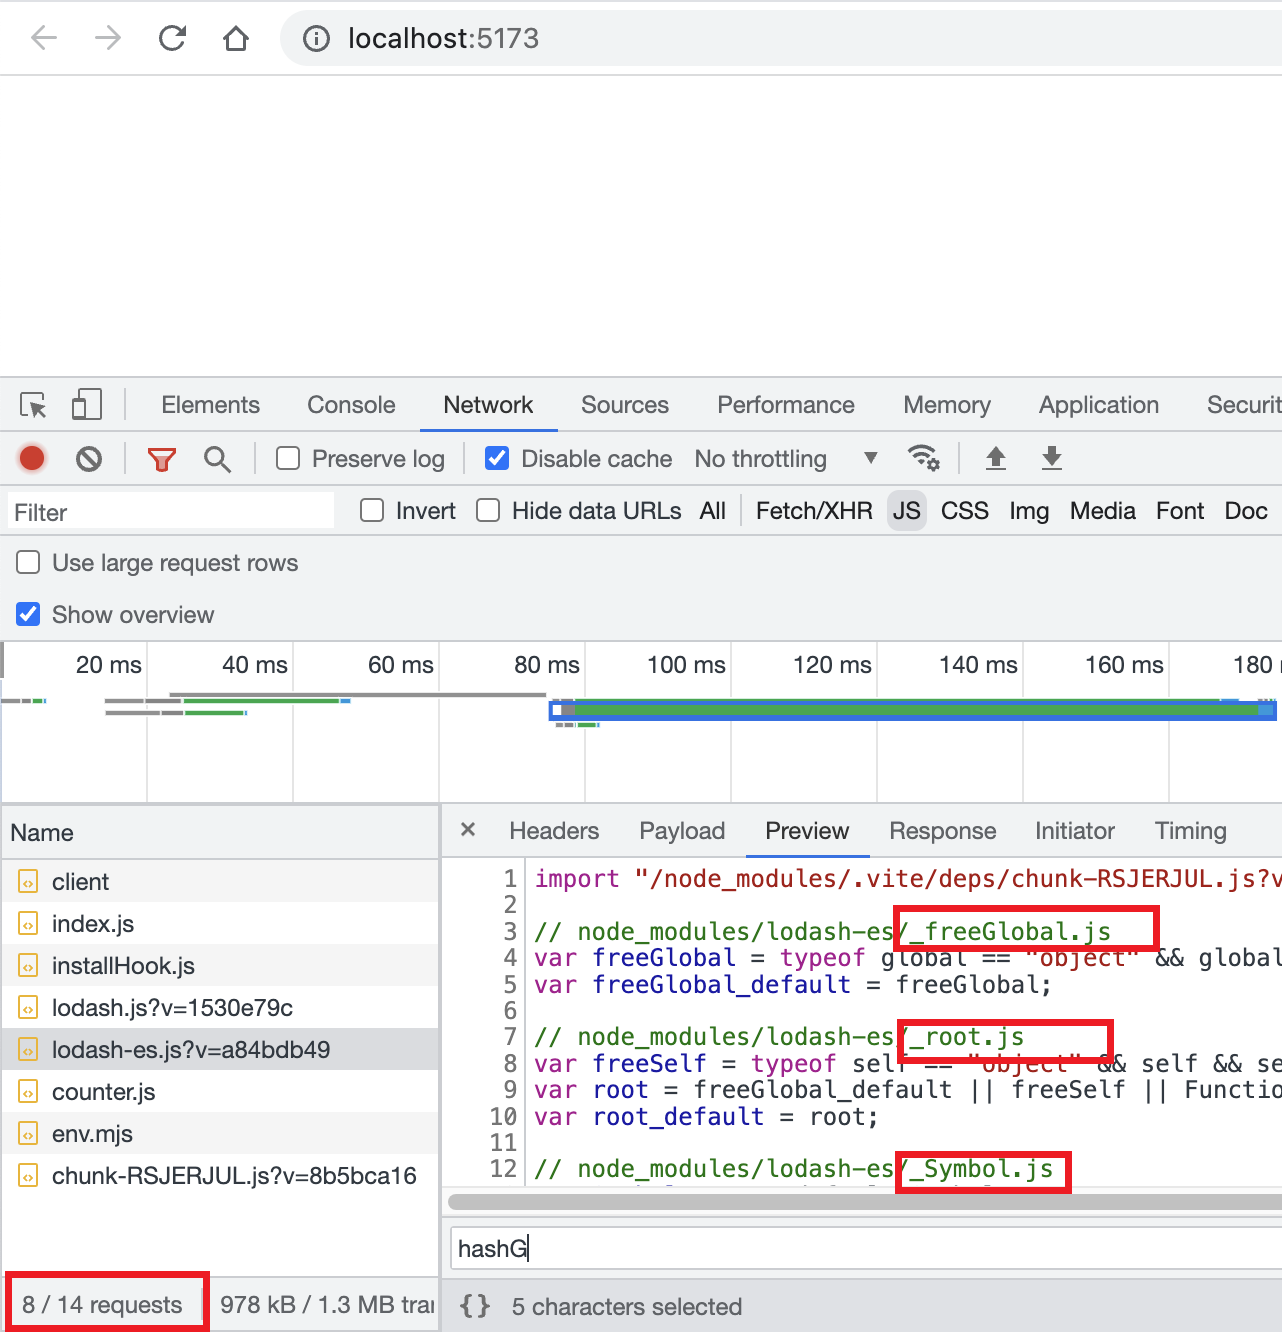 localhost:5173
Elements Console Network Sources Performance Memory Application Securit
Preserve log Disable cache No throttling
Filter Invert Hide data URLs All Fetch/XHR JS CSS Img Media Font Doc
Use large request rows
Show overview
20 ms 40 ms 60 ms 80 ms 100 ms 120 ms 140 ms 160 ms 180
Name
client
index.js
installHook.js
lodash.js?v=1530e79c
lodash-es.js?v=a84bdb49
counter.js
env.mjs
chunk-RSJERJUL.js?v=8b5bca16
8 / 14 requests 978 kB / 1.3 MB tra
× Headers Payload Preview Response Initiator Timing
1 import "/node_modules/.vite/deps/chunk-RSJERJUL.js?v
2
3 // node_modules/lodash-es/_freeGlobal.js
4 var freeGlobal = typeof global == "object" && global
5 var freeGlobal_default = freeGlobal;
6
7 // node_modules/lodash-es/_root.js
8 var freeSelf = typeof self == "object" && self && se
9 var root = freeGlobal_default || freeSelf || Functio
10 var root_default = root;
11
12 // node_modules/lodash-es/_Symbol.js
hashG
{} 5 characters selected